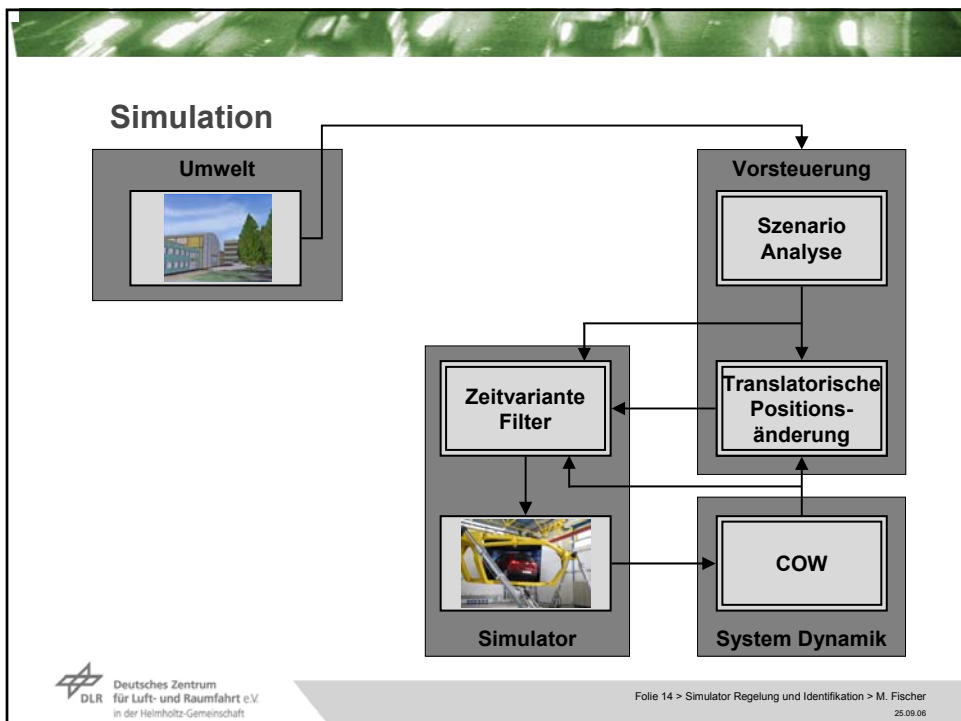 Simulation
Umwelt
Vorsteuerung
Szenario
Analyse
Zeitvariante
Filter
Translatorische
Positions-
änderung
COW
Simulator
System Dynamik
DLR
Deutsches Zentrum
für Luft- und Raumfahrt e.V.
in der Helmholtz-Gemeinschaft
Folie 14 > Simulator Regelung und Identifikation > M. Fischer
25.09.06